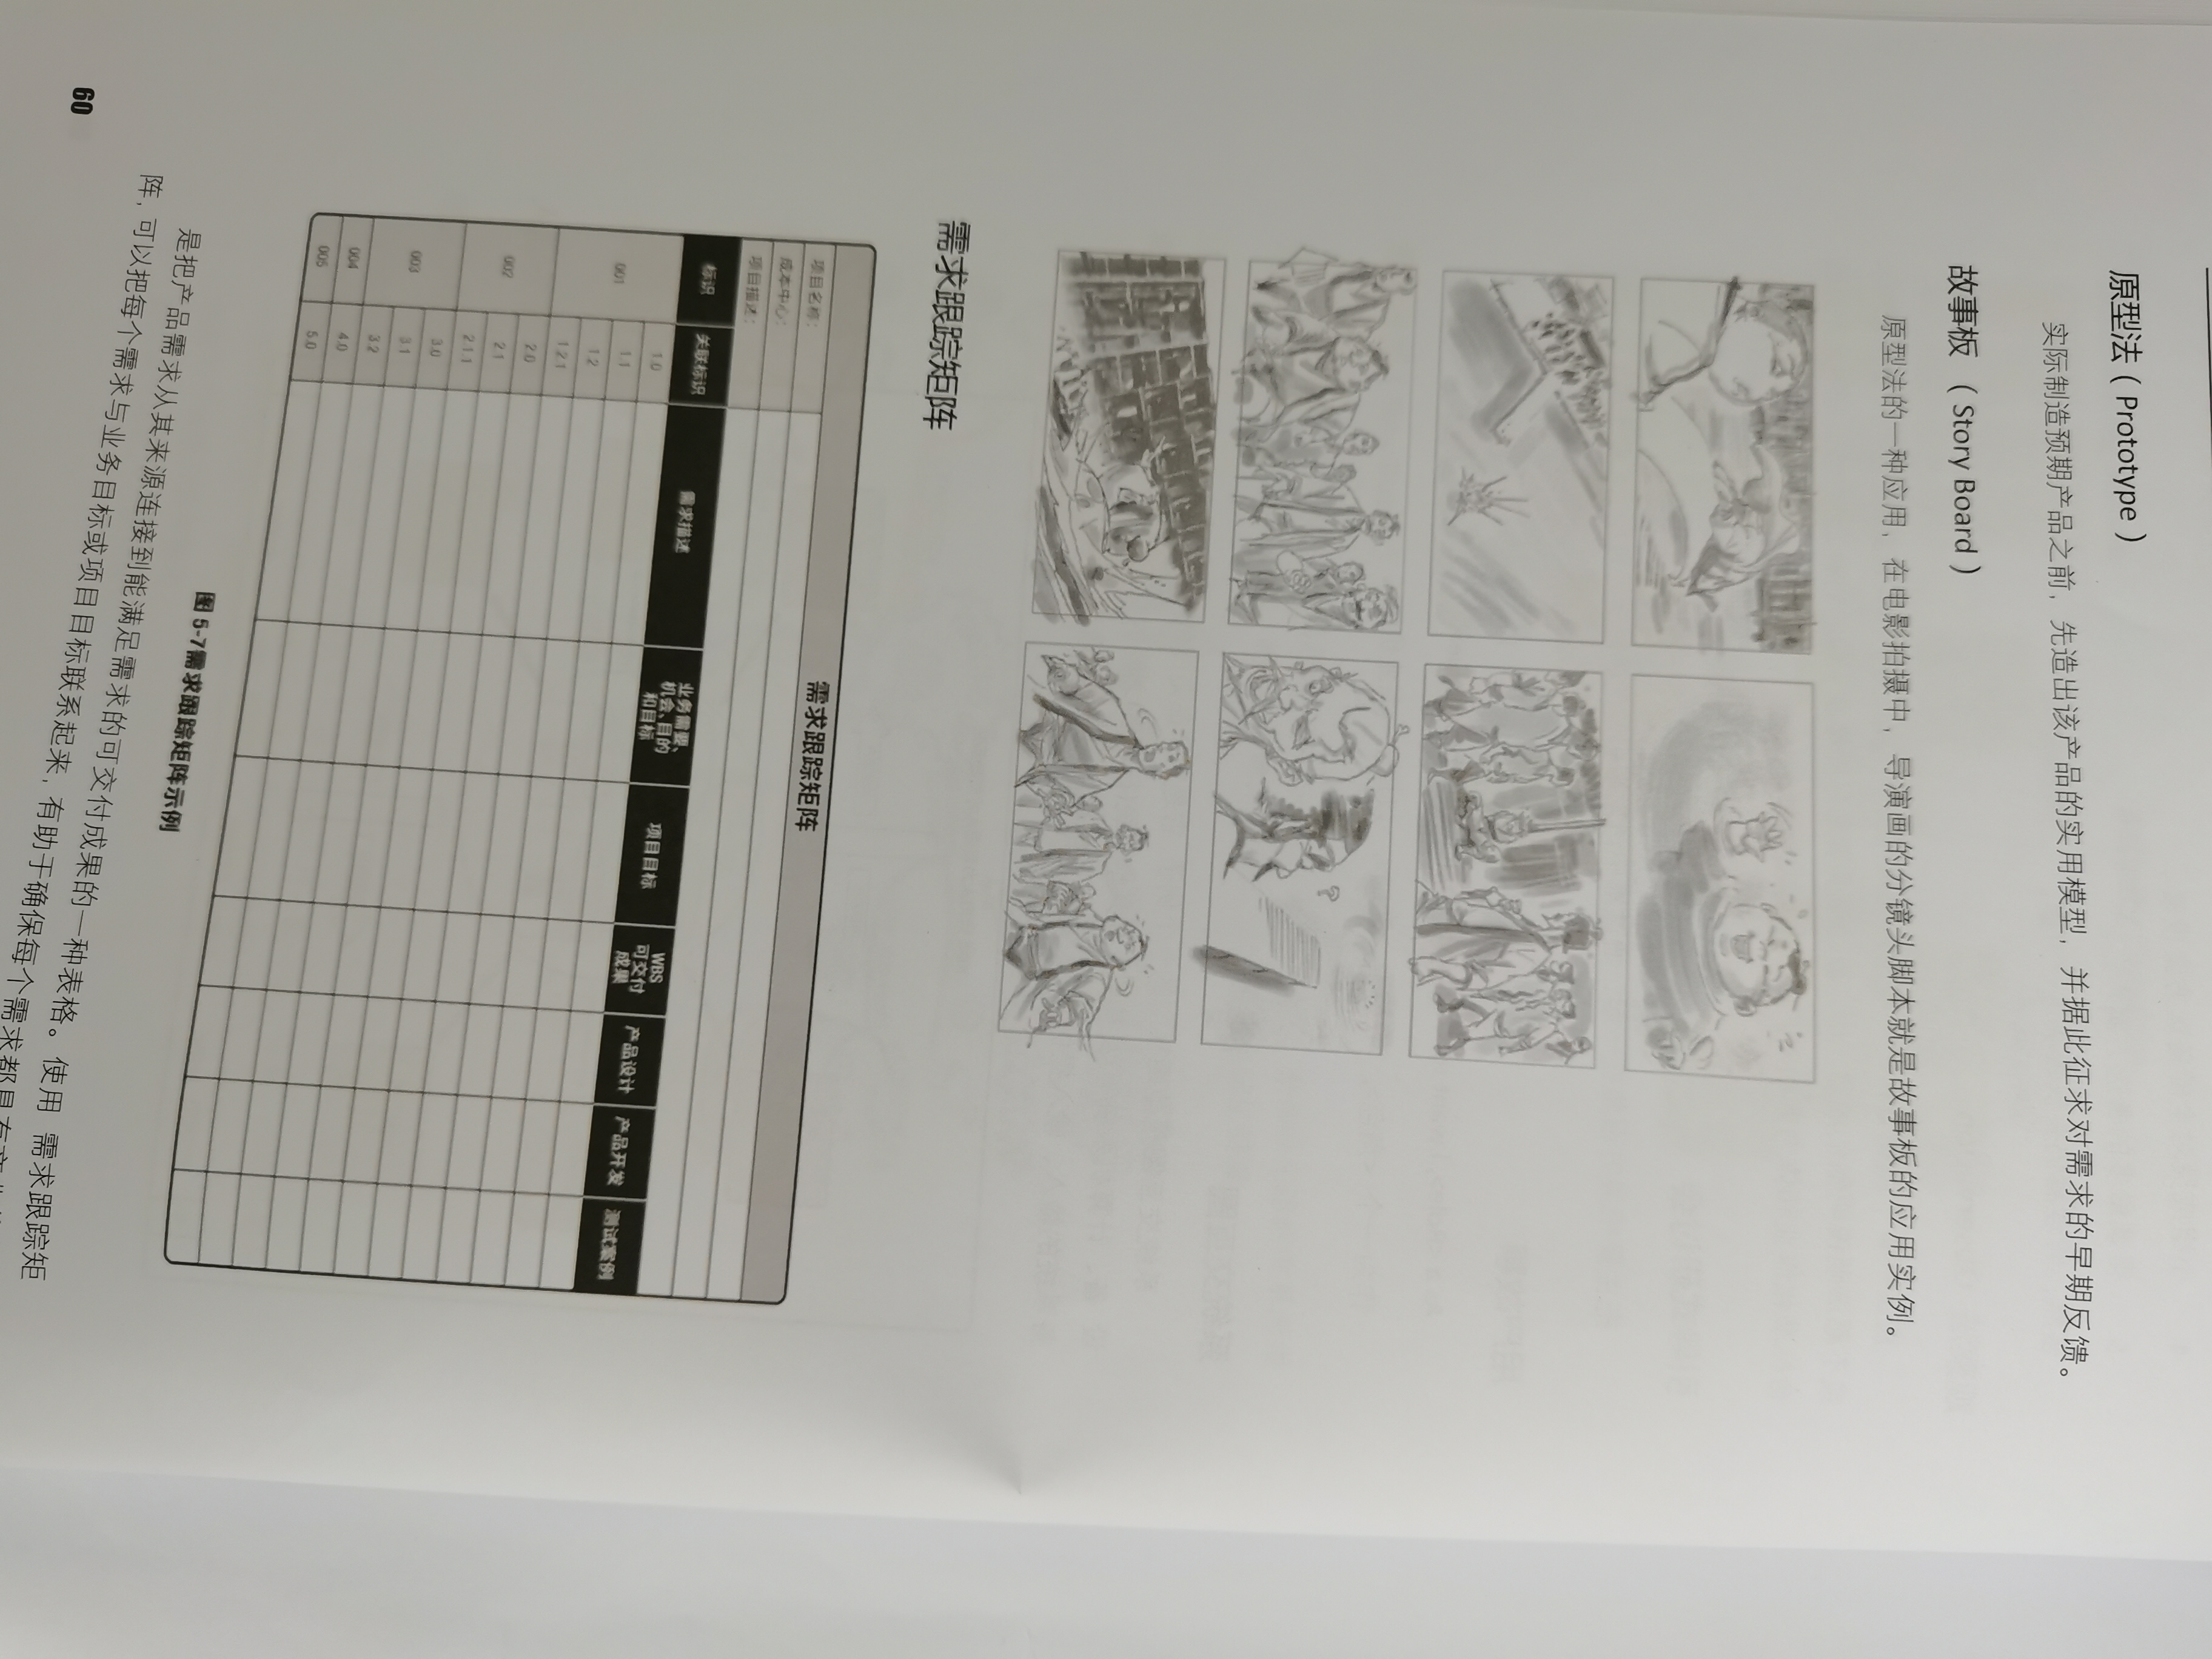 原型法（Prototype）
实际制造预期产品之前，先造出该产品的实用模型，并据此征求对需求的早期反馈。
故事板 （Story Board）
原型法的一种应用，在电影拍摄中，导演画的分镜头脚本就是故事板的应用实例。
?
需求跟踪矩阵
需求跟踪矩阵
项目名称：
成本中心：
项目描述：
标识 关联标识 需求描述 业务需要、机会、目的和目标 项目目标 WBS可交付成果 产品设计 产品开发 测试案例
001 1.0
1.1
1.2
1.2.1
002 2.0
2.1
2.1.1
003 3.0
3.1
3.2
004 4.0
005 5.0
图 5-7需求跟踪矩阵示例
是把产品需求从其来源连接到能满足需求的可交付成果的一种表格。使用 需求跟踪矩
阵，可以把每个需求与业务目标或项目目标联系起来，有助于确保每个需求都具有商业
60